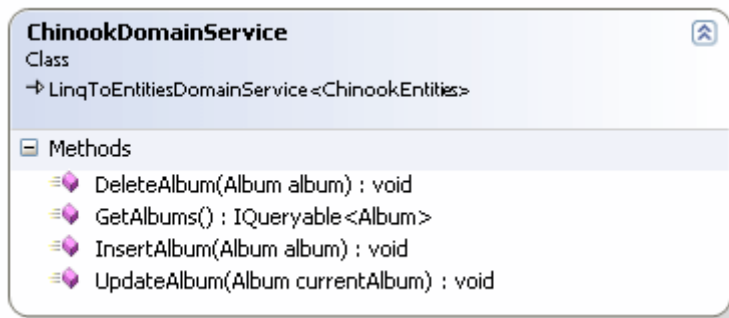 ChinookDomainService
Class
LinqToEntitiesDomainService<ChinookEntities>
Methods
DeleteAlbum(Album album) : void
GetAlbums() : IQueryable<Album>
InsertAlbum(Album album) : void
UpdateAlbum(Album currentAlbum) : void